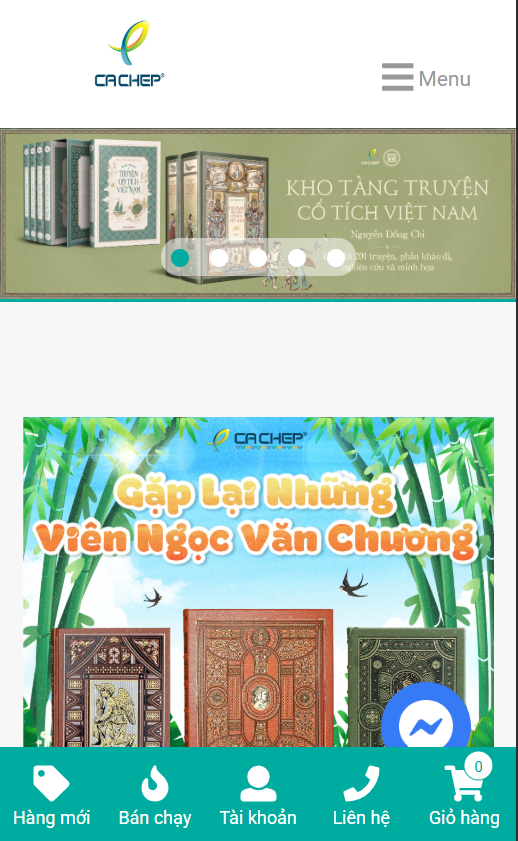 CA CHEP®
Menu
TRUYỆN
CỔ TÍCH
VIỆT NAM
KHO TÀNG TRUYỆN
CỔ TÍCH VIỆT NAM
Nguyễn Đổng Chi
201 truyện, phần khảo dị,
nghiên cứu và minh họa
CA CHEP®
Gặp Lại Những
Viên Ngọc Văn Chương
0
Hàng mới
Bán chạy
Tài khoản
Liên hệ
Giỏ hàng